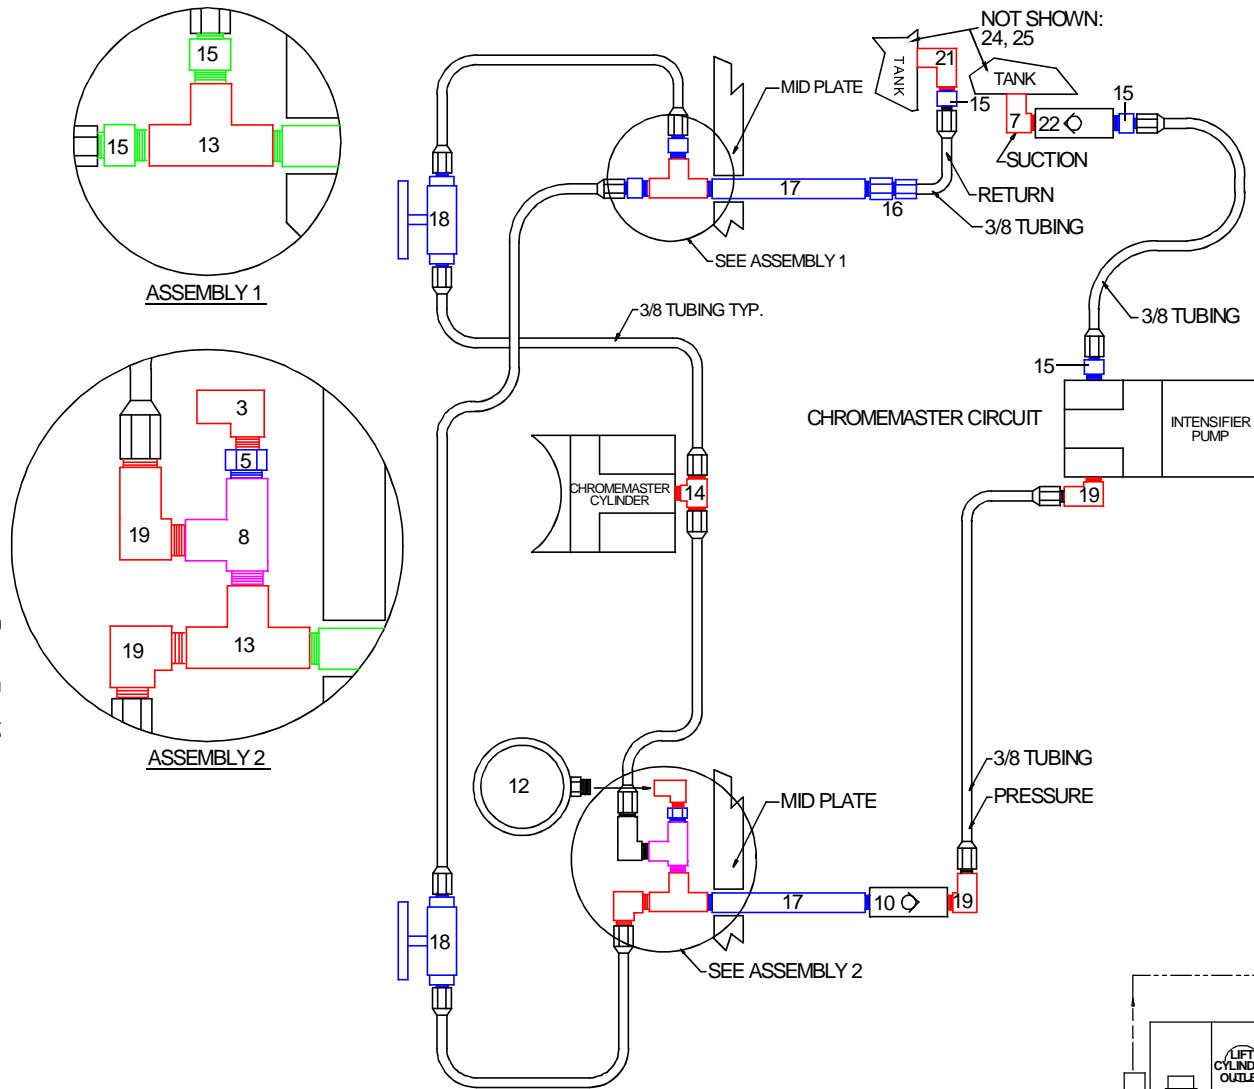 NOT SHOWN:
24, 25
15
13
15
ASSEMBLY 1
MID PLATE
TANK
21
TANK
15
15
7
22
SUCTION
RETURN
3/8 TUBING
17
16
18
SEE ASSEMBLY 1
3/8 TUBING TYP.
3/8 TUBING
15
CHROMEMASTER CIRCUIT
INTENSIFIER
PUMP
19
3
5
19
8
19
13
ASSEMBLY 2
CHROMEMASTER
CYLINDER
14
12
3/8 TUBING
PRESSURE
MID PLATE
17
10
19
18
SEE ASSEMBLY 2
LIFT